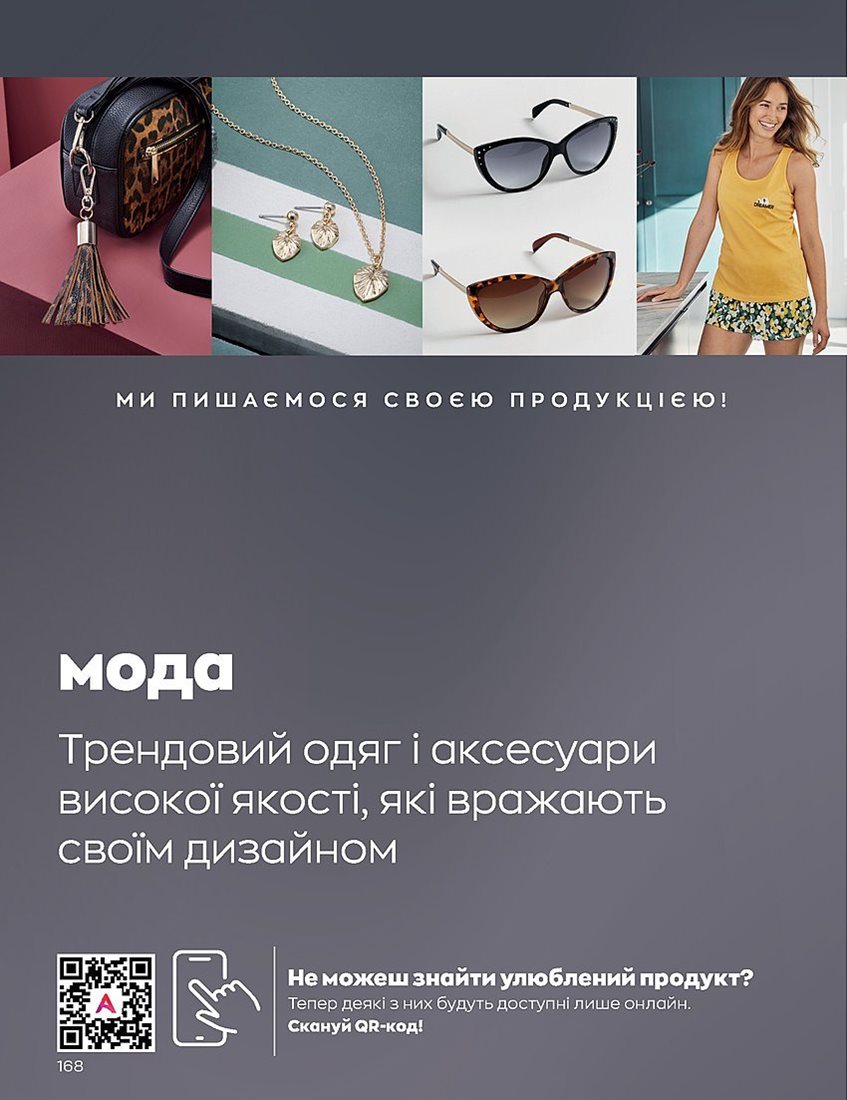 DREAMER
МИ ПИШАЄМОСЯ СВОЄЮ ПРОДУКЦІЄЮ!
мода
Трендовий одяг і аксесуари
високої якості, які вражають
своїм дизайном
Не можеш знайти улюблений продукт?
Тепер деякі з них будуть доступні лише онлайн.
Скануй QR-код!
A
168